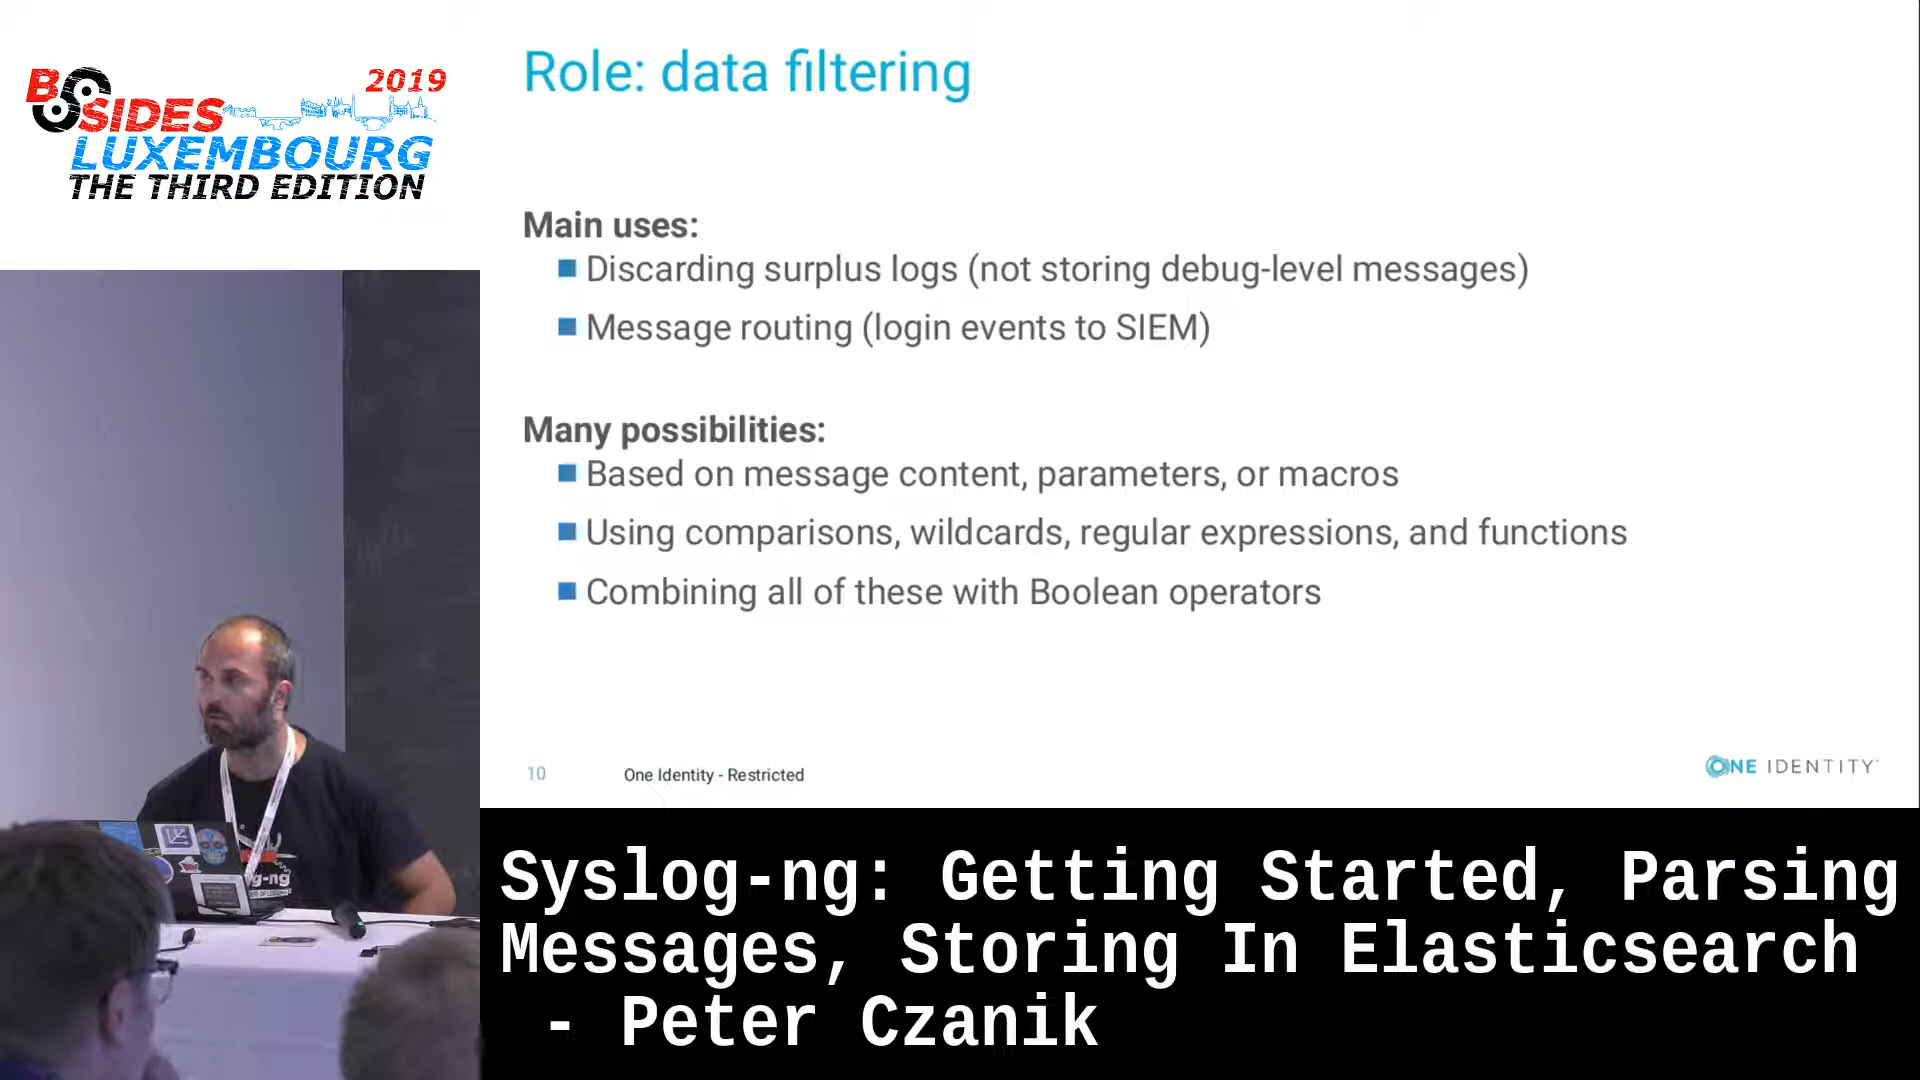 BSIDES 2019
LUXEMBOURG
THE THIRD EDITION
Role: data filtering
Main uses:
Discarding surplus logs (not storing debug-level messages)
Message routing (login events to SIEM)
Many possibilities:
Based on message content, parameters, or macros
Using comparisons, wildcards, regular expressions, and functions
Combining all of these with Boolean operators
10 One Identity - Restricted
ONE IDENTITY
g-ng
Syslog-ng: Getting Started, Parsing
Messages, Storing In Elasticsearch
- Peter Czanik